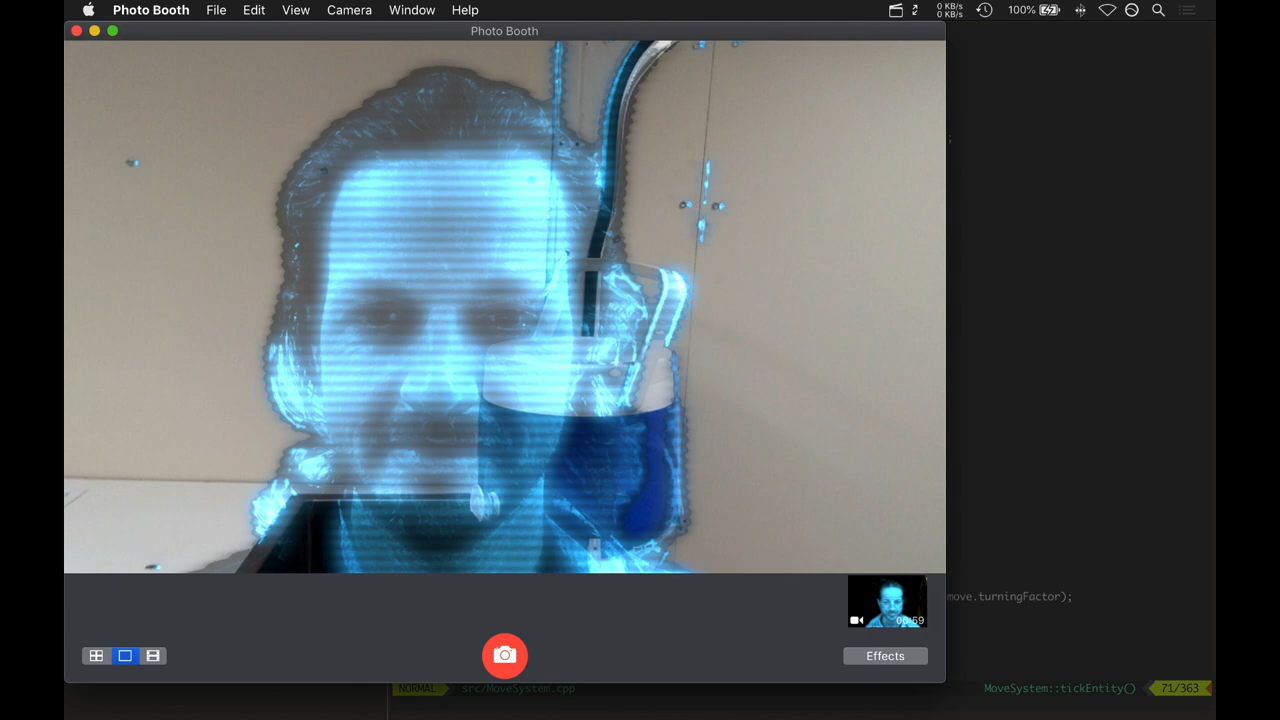 Photo Booth File Edit View Camera Window Help
0 KB/s
0 KB/s
100%
Photo Booth
move.turningFactor);
00:59
Effects
NORMAL src/MoveSystem.cpp MoveSystem::tickEntity() 71/363